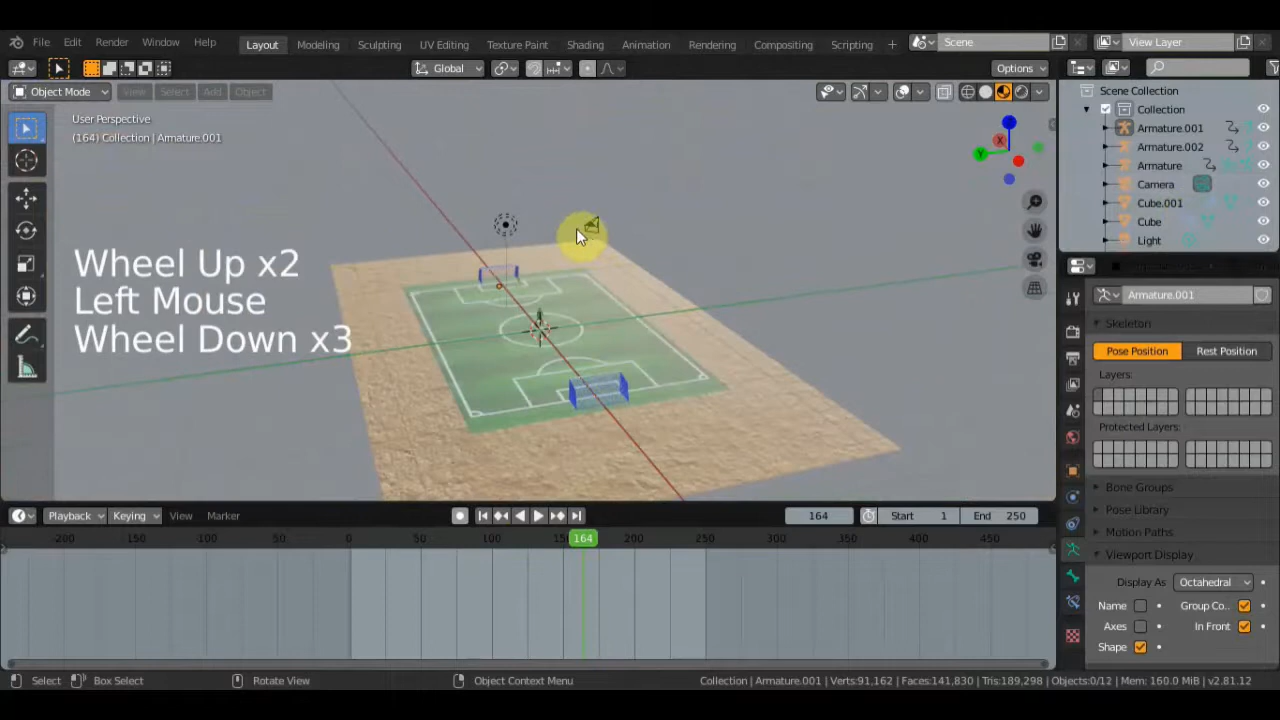 File Edit Render Window Help Layout Modeling Sculpting UV Editing Texture Paint Shading Animation Rendering Compositing Scripting + Scene View Layer
Global Options
Object Mode View Select Add Object
User Perspective
(164) Collection | Armature.001
X
Y
Wheel Up x2
Left Mouse
Wheel Down x3
Scene Collection
Collection
Armature.001
Armature.002
Armature
Camera
Cube.001
Cube
Light
Armature.001
Skeleton
Pose Position Rest Position
Layers:
Protected Layers:
Bone Groups
Pose Library
Motion Paths
Viewport Display
Display As Octahedral
Name Group Co..
Axes In Front
Shape
Playback Keying View Marker 164 Start 1 End 250
-200 -100 0 50 100 164 200 250 300 350 400 450
Select Box Select Rotate View Object Context Menu Collection | Armature.001 | Verts:91,162 | Faces:141,830 | Tris:189,298 | Objects:0/12 | Mem: 160.0 MiB | v2.81.12